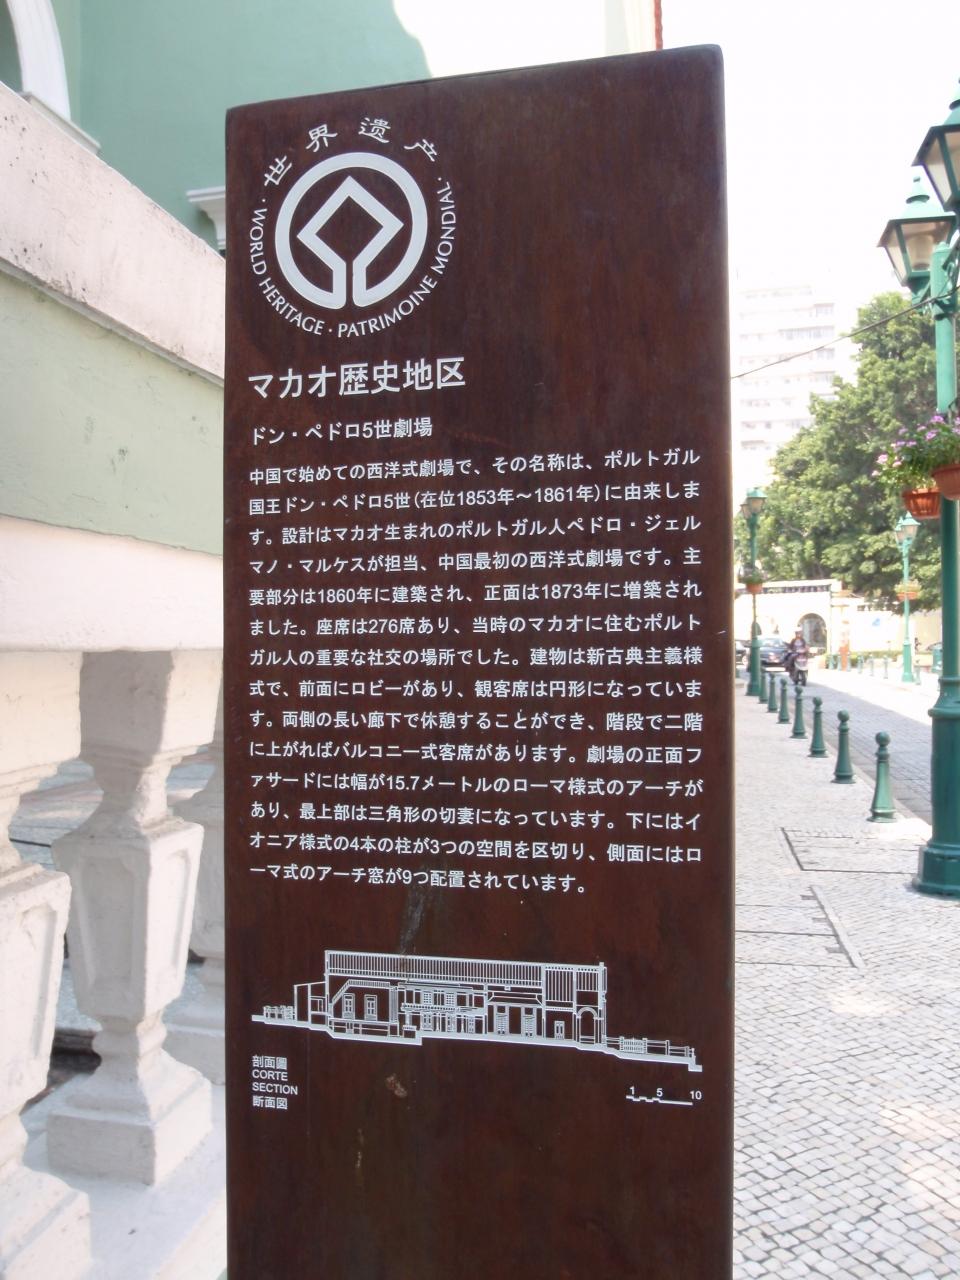 世界遗产
· WORLD HERITAGE · PATRIMOINE MONDIAL ·
マカオ歴史地区
ドン・ペドロ5世劇場
中国で始めての西洋式劇場で、その名称は、ポルトガル
国王ドン・ペドロ5世(在位1853年〜1861年)に由来しま
す。設計はマカオ生まれのポルトガル人ペドロ・ジェル
マノ・マルケスが担当、中国最初の西洋式劇場です。主
要部分は1860年に建築され、正面は1873年に増築され
ました。座席は276席あり、当時のマカオに住むポルト
ガル人の重要な社交の場所でした。建物は新古典主義様
式で、前面にロビーがあり、観客席は円形になっていま
す。両側の長い廊下で休憩することができ、階段で二階
に上がればバルコニー式客席があります。劇場の正面フ
ァサードには幅が15.7メートルのローマ様式のアーチが
あり、最上部は三角形の切妻になっています。下にはイ
オニア様式の4本の柱が3つの空間を区切り、側面にはロ
ーマ式のアーチ窓が9つ配置されています。
剖面圖
CORTE
SECTION
断面図
1 5 10